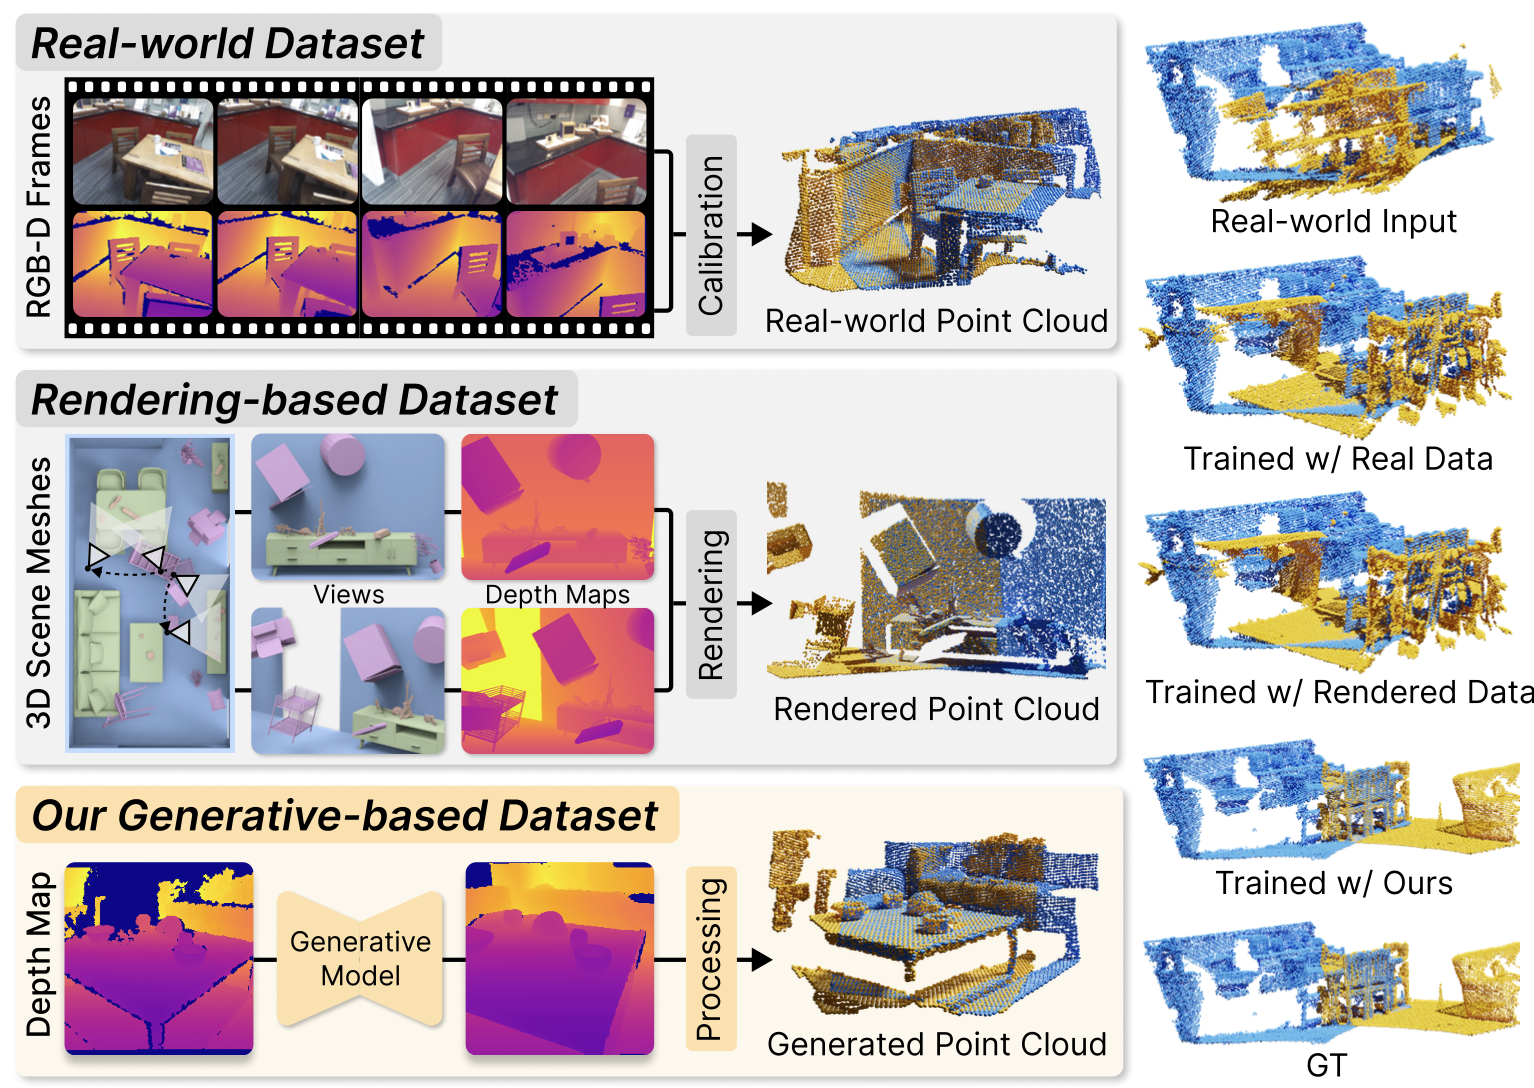 Real-world Dataset
RGB-D Frames
Calibration
Real-world Point Cloud
Rendering-based Dataset
3D Scene Meshes
Views
Depth Maps
Rendering
Rendered Point Cloud
Our Generative-based Dataset
Depth Map
Generative
Model
Processing
Generated Point Cloud
Real-world Input
Trained w/ Real Data
Trained w/ Rendered Data
Trained w/ Ours
GT